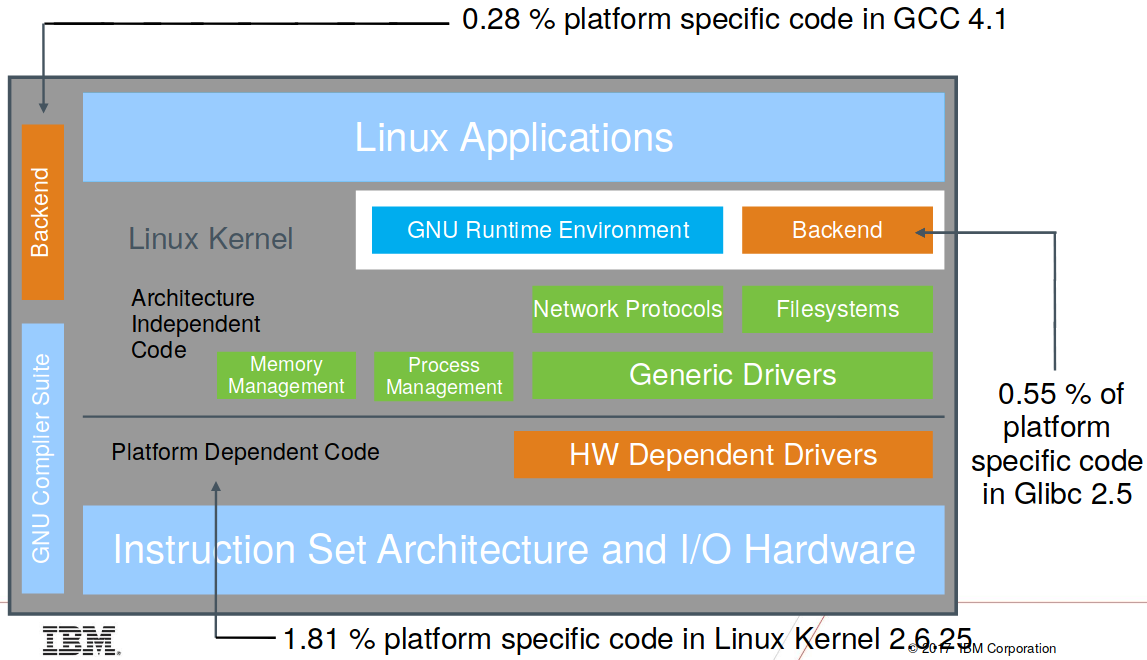 0.28 % platform specific code in GCC 4.1
Linux Applications
Backend
GNU Runtime Environment
Backend
Linux Kernel
Architecture
Independent
Code
Network Protocols
Filesystems
Memory
Management
Process
Management
Generic Drivers
0.55 % of
platform
specific code
in Glibc 2.5
GNU Complier Suite
Platform Dependent Code
HW Dependent Drivers
Instruction Set Architecture and I/O Hardware
IBM
1.81 % platform specific code in Linux Kernel 2.6.25
© 2017 IBM Corporation